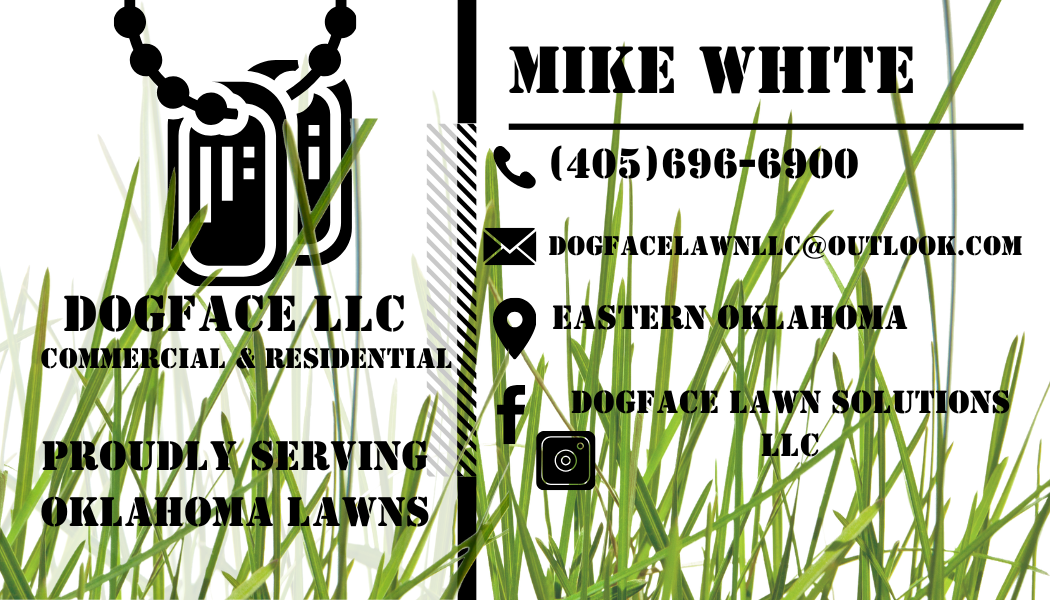 DOGFACE LLC
COMMERCIAL & RESIDENTIAL
PROUDLY SERVING
OKLAHOMA LAWNS
MIKE WHITE
(405)696-6900
DOGFACELAWNLLC@OUTLOOK.COM
EASTERN OKLAHOMA
DOGFACE LAWN SOLUTIONS
LLC